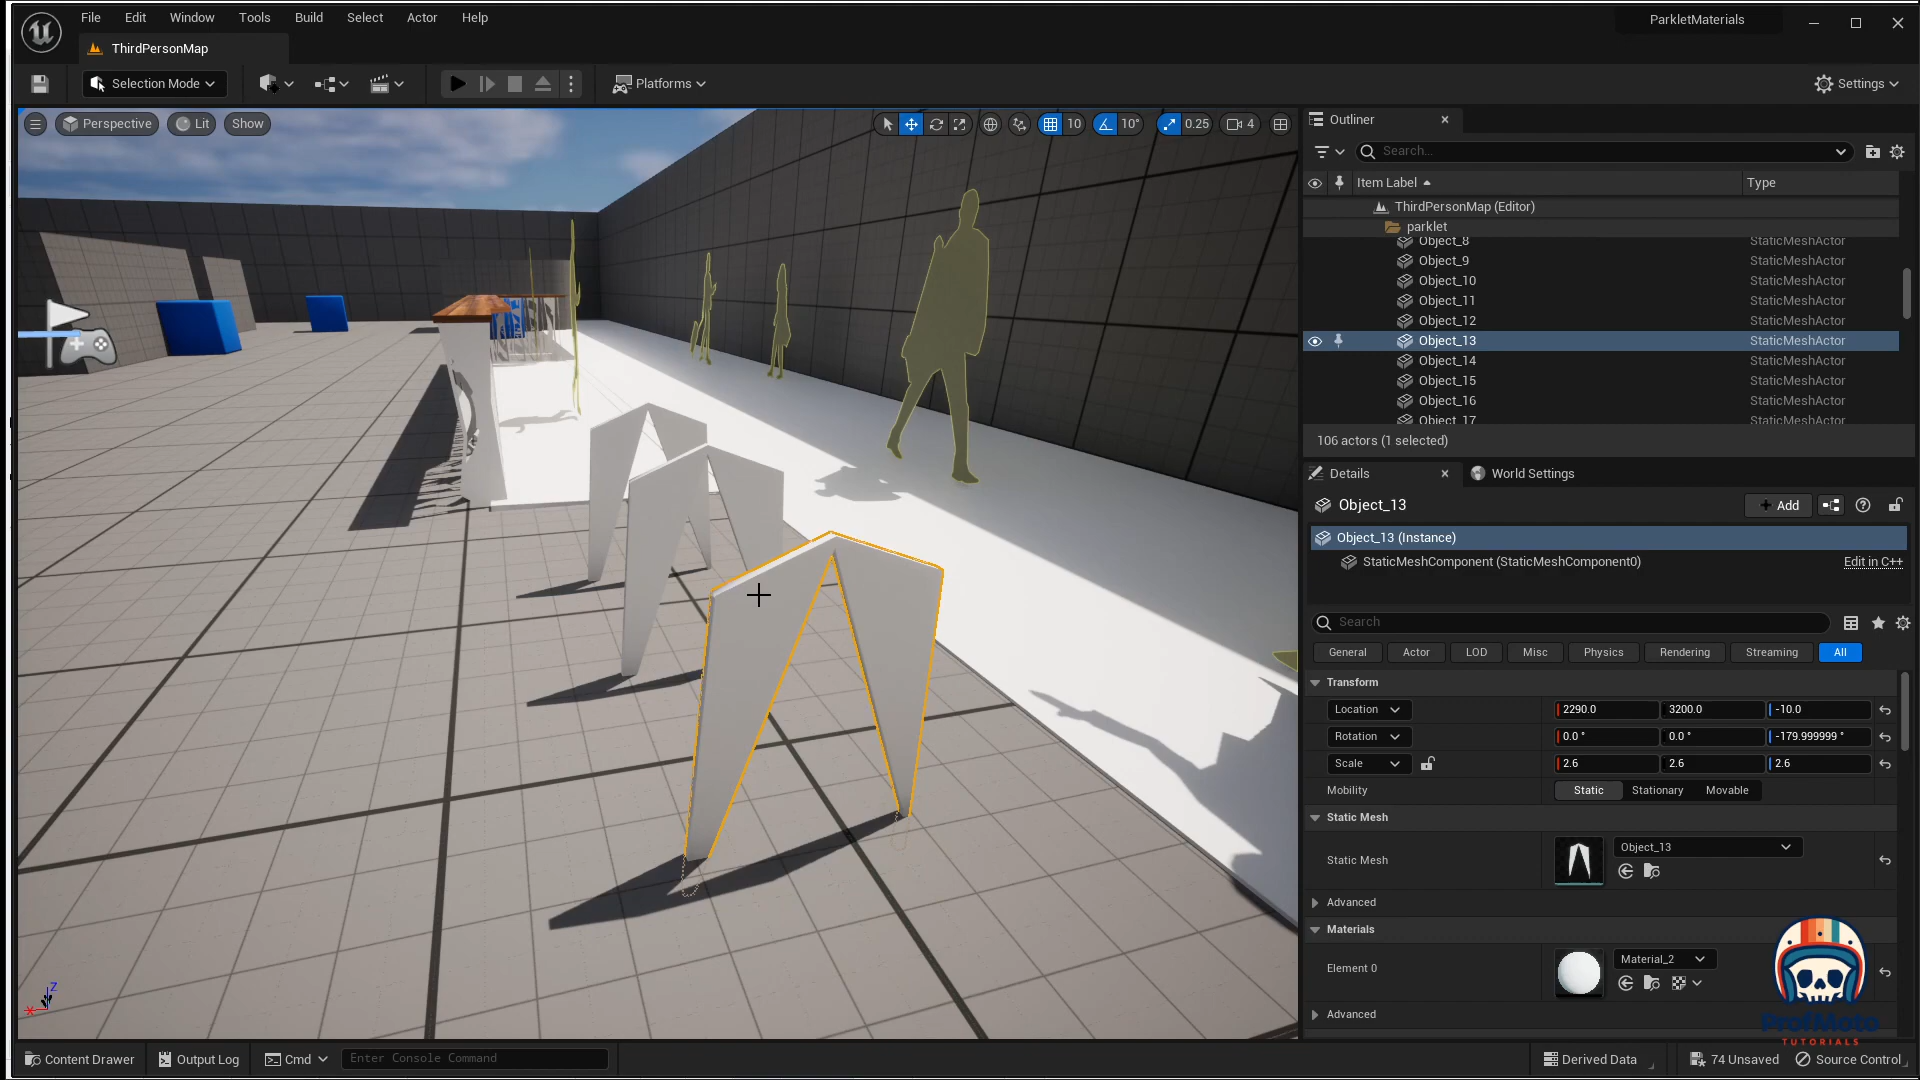 File Edit Window Tools Build Select Actor Help
ParkletMaterials
ThirdPersonMap
Selection Mode
Platforms
Settings
Perspective Lit Show
10 10° 0.25 4
Outliner
Search...
Item Label Type
ThirdPersonMap (Editor)
parklet
Object_8 StaticMeshActor
Object_9 StaticMeshActor
Object_10 StaticMeshActor
Object_11 StaticMeshActor
Object_12 StaticMeshActor
Object_13 StaticMeshActor
Object_14 StaticMeshActor
Object_15 StaticMeshActor
Object_16 StaticMeshActor
Object_17 StaticMeshActor
106 actors (1 selected)
Details World Settings
Object_13 Add
Object_13 (Instance)
StaticMeshComponent (StaticMeshComponent0) Edit in C++
Search
General Actor LOD Misc Physics Rendering Streaming All
Transform
Location 2290.0 3200.0 -10.0
Rotation 0.0 ° 0.0 ° -179.999999 °
Scale 2.6 2.6 2.6
Mobility Static Stationary Movable
Static Mesh
Static Mesh Object_13
Advanced
Materials
Element 0 Material_2
Advanced
ProfMate
TUTORIALS
Z
X
Content Drawer Output Log Cmd Enter Console Command Derived Data 74 Unsaved Source Control